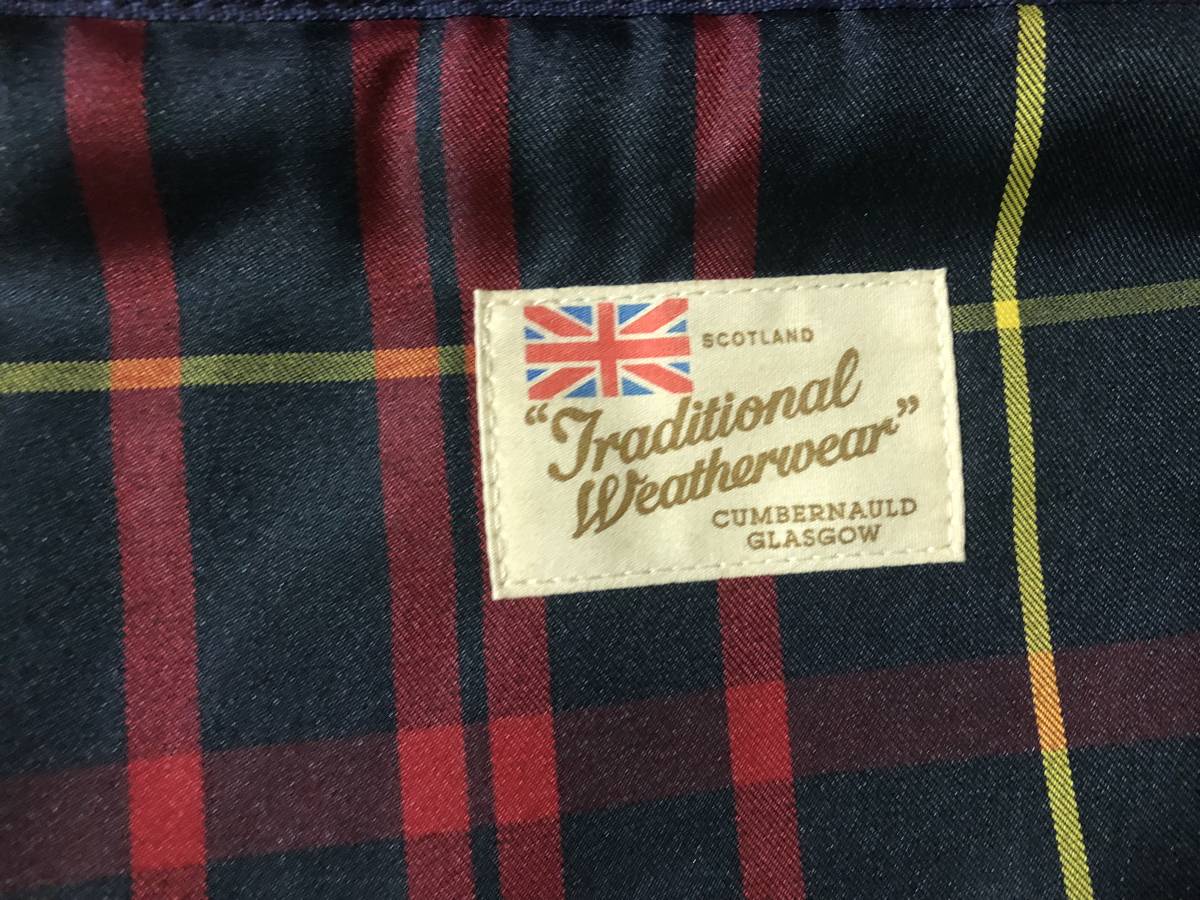 SCOTLAND
“Traditional
Weatherwear”
CUMBERNAULD
GLASGOW